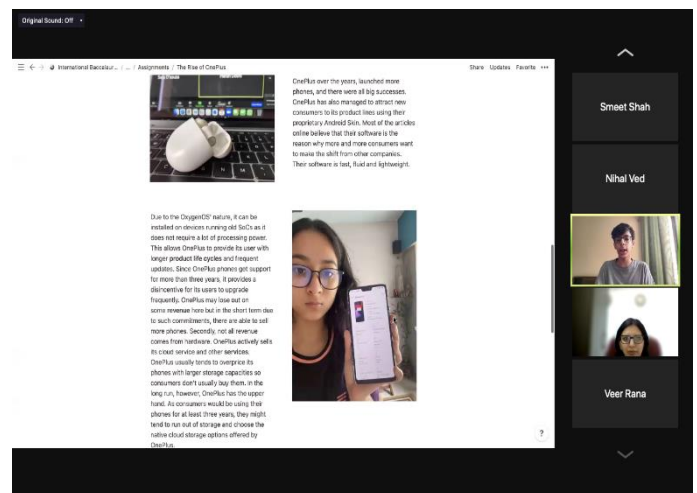 Original Sound: Off
International Baccalaur... / ... / Assignments / The Rise of OnePlus
Share Updates Favorite
OnePlus over the years, launched more
phones, and there were all big successes.
OnePlus has also managed to attract new
consumers to its product lines using their
proprietary Android Skin. Most of the articles
online believe that their software is the
reason why more and more consumers want
to make the shift from other companies.
Their software is fast, fluid and lightweight.
Due to the OxygenOS' nature, it can be
installed on devices running old SoCs as it
does not require a lot of processing power.
This allows OnePlus to provide its user with
longer product life cycles and frequent
updates. Since OnePlus phones get support
for more than three years, it provides a
disincentive for its users to upgrade
frequently. OnePlus may lose out on
some revenue here but in the short term due
to such commitments, there are able to sell
more phones. Secondly, not all revenue
comes from hardware. OnePlus actively sells
its cloud service and other services.
OnePlus usually tends to overprice its
phones with larger storage capacities so
consumers don't usually buy them. In the
long run, however, OnePlus has the upper
hand. As consumers would be using their
phones for at least three years, they might
tend to run out of storage and choose the
native cloud storage options offered by
OnePlus.
?
Smeet Shah
Nihal Ved
Veer Rana